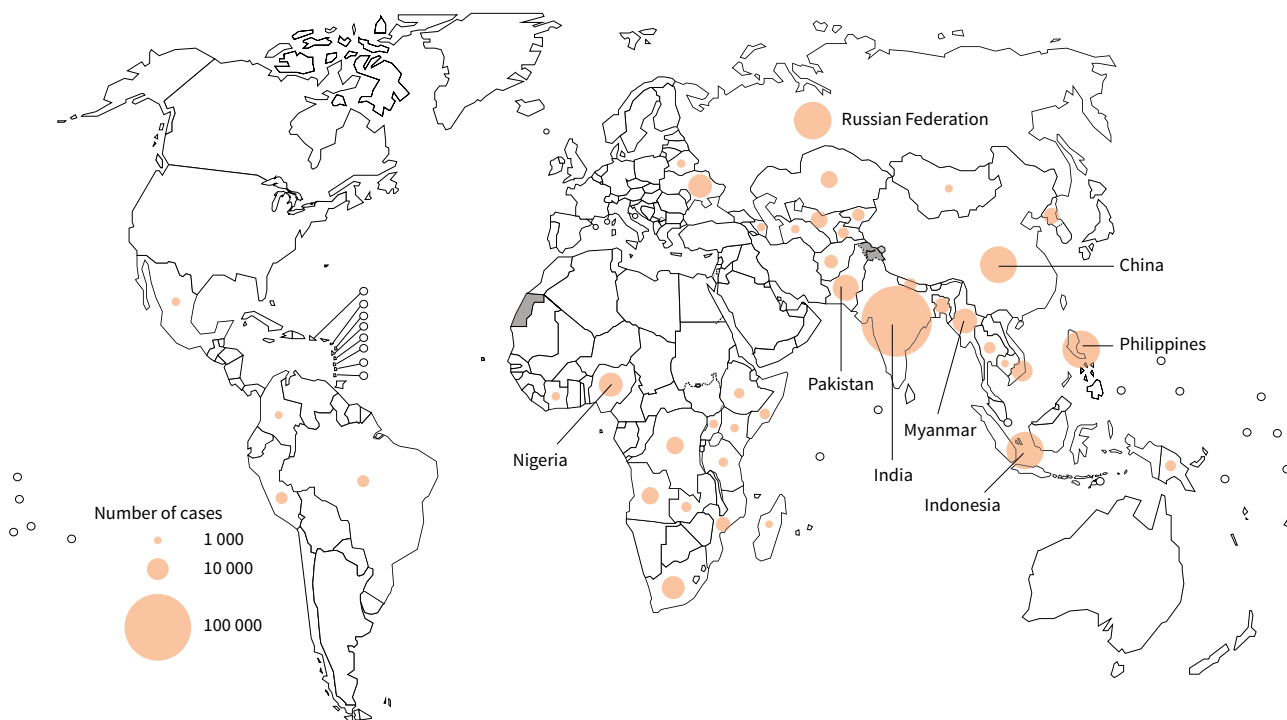 Russian Federation
China
Philippines
Pakistan
Myanmar
Nigeria
India
Indonesia
Number of cases
1 000
10 000
100 000